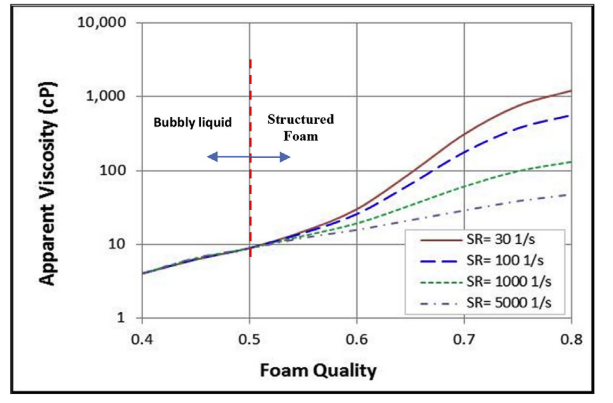 10,000
1,000
100
10
1
Apparent Viscosity (cP)
Bubbly liquid
Structured
Foam
SR= 30 1/s
SR= 100 1/s
SR= 1000 1/s
SR= 5000 1/s
0.4 0.5 0.6 0.7 0.8
Foam Quality